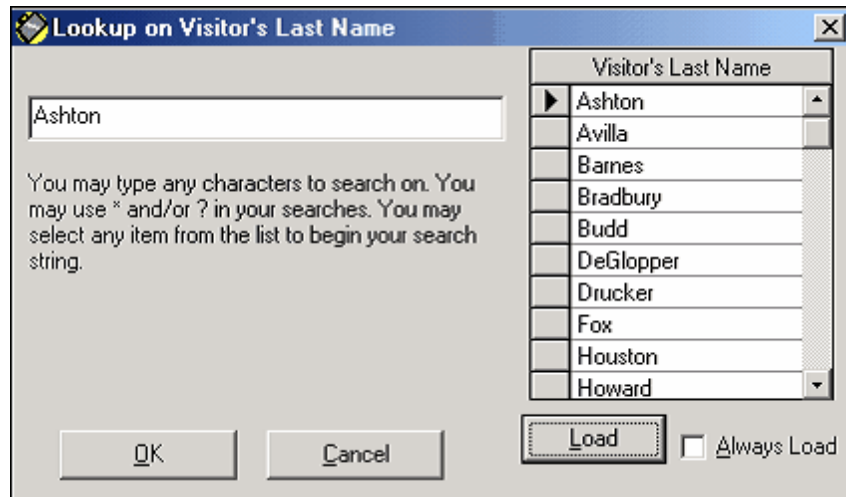 Lookup on Visitor's Last Name
Ashton
You may type any characters to search on. You
may use * and/or ? in your searches. You may
select any item from the list to begin your search
string.
Visitor's Last Name
Ashton
Avilla
Barnes
Bradbury
Budd
DeGlopper
Drucker
Fox
Houston
Howard
OK
Cancel
Load
Always Load